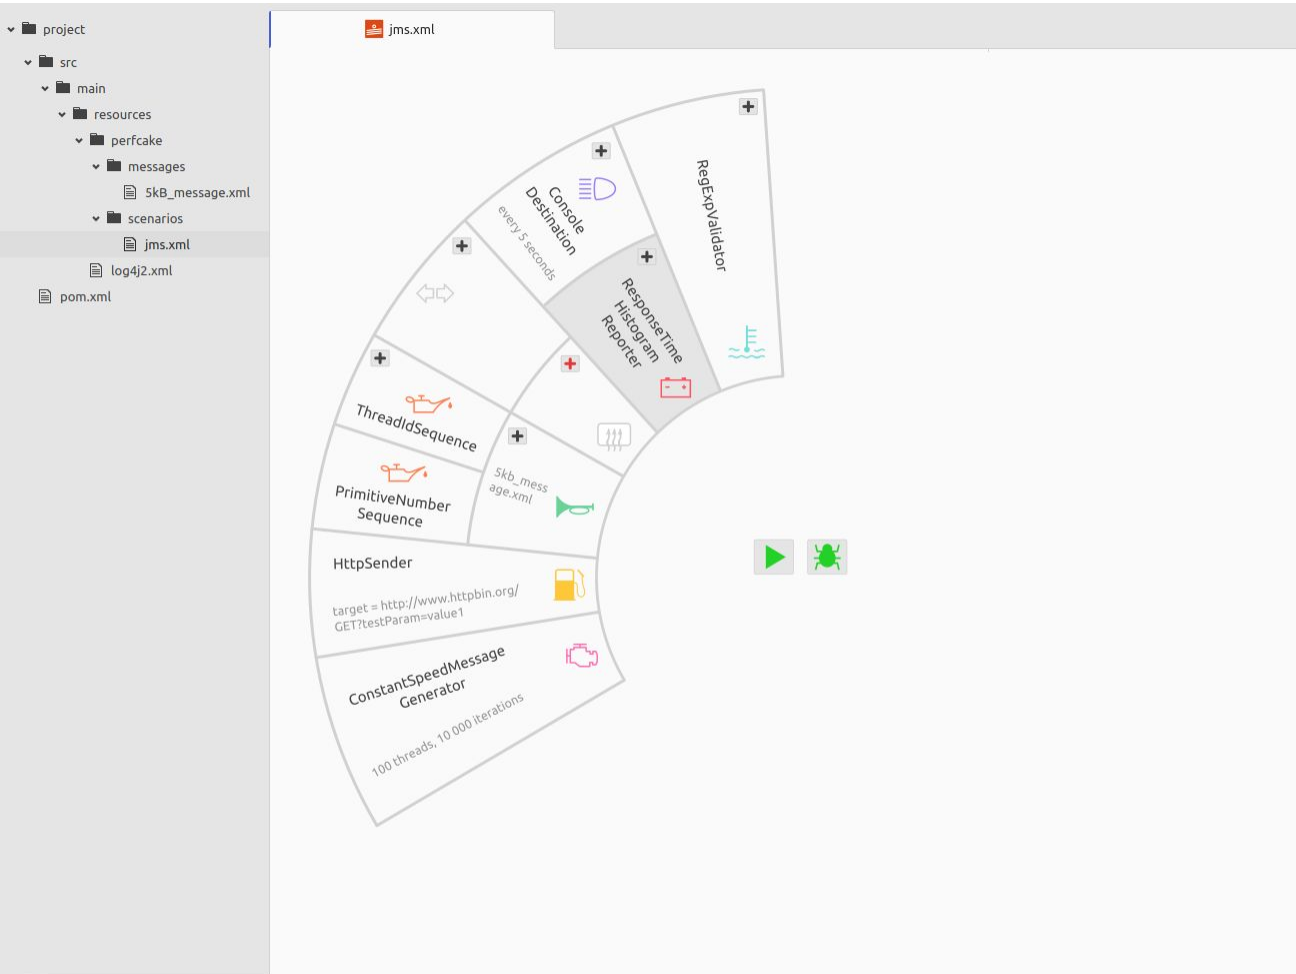 project
src
main
resources
perfcake
messages
5kB_message.xml
scenarios
jms.xml
log4j2.xml
pom.xml
jms.xml
RegExpValidator
Console
Destination
every 5 seconds
ResponseTime
Histogram
Reporter
ThreadIdSequence
PrimitiveNumber
Sequence
5kb_mess
age.xml
HttpSender
target = http://www.httpbin.org/
GET?testParam=value1
ConstantSpeedMessage
Generator
100 threads, 10 000 iterations